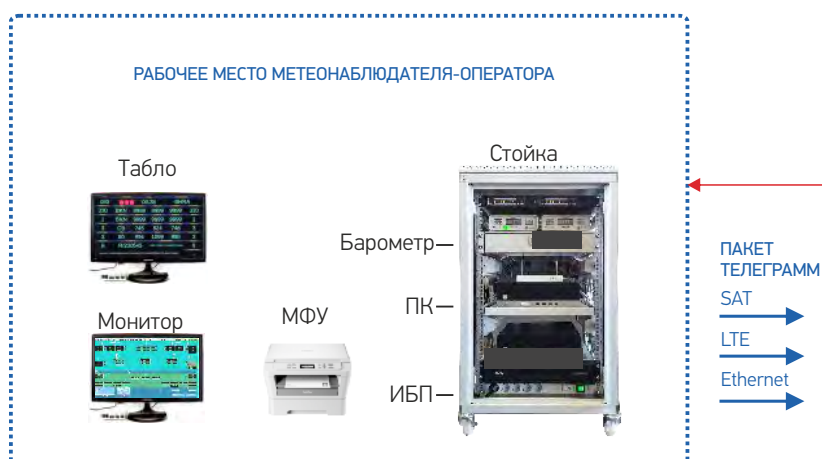 РАБОЧЕЕ МЕСТО МЕТЕОНАБЛЮДАТЕЛЯ-ОПЕРАТОРА
Табло
Стойка
Барометр
ПК
ИБП
Монитор
МФУ
ПАКЕТ
ТЕЛЕГРАММ
SAT
LTE
Ethernet